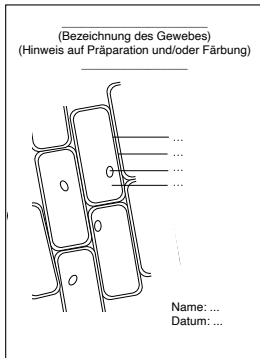 (Bezeichnung des Gewebes)
(Hinweis auf Präparation und/oder Färbung)
...
...
...
...
Name: ...
Datum: ...